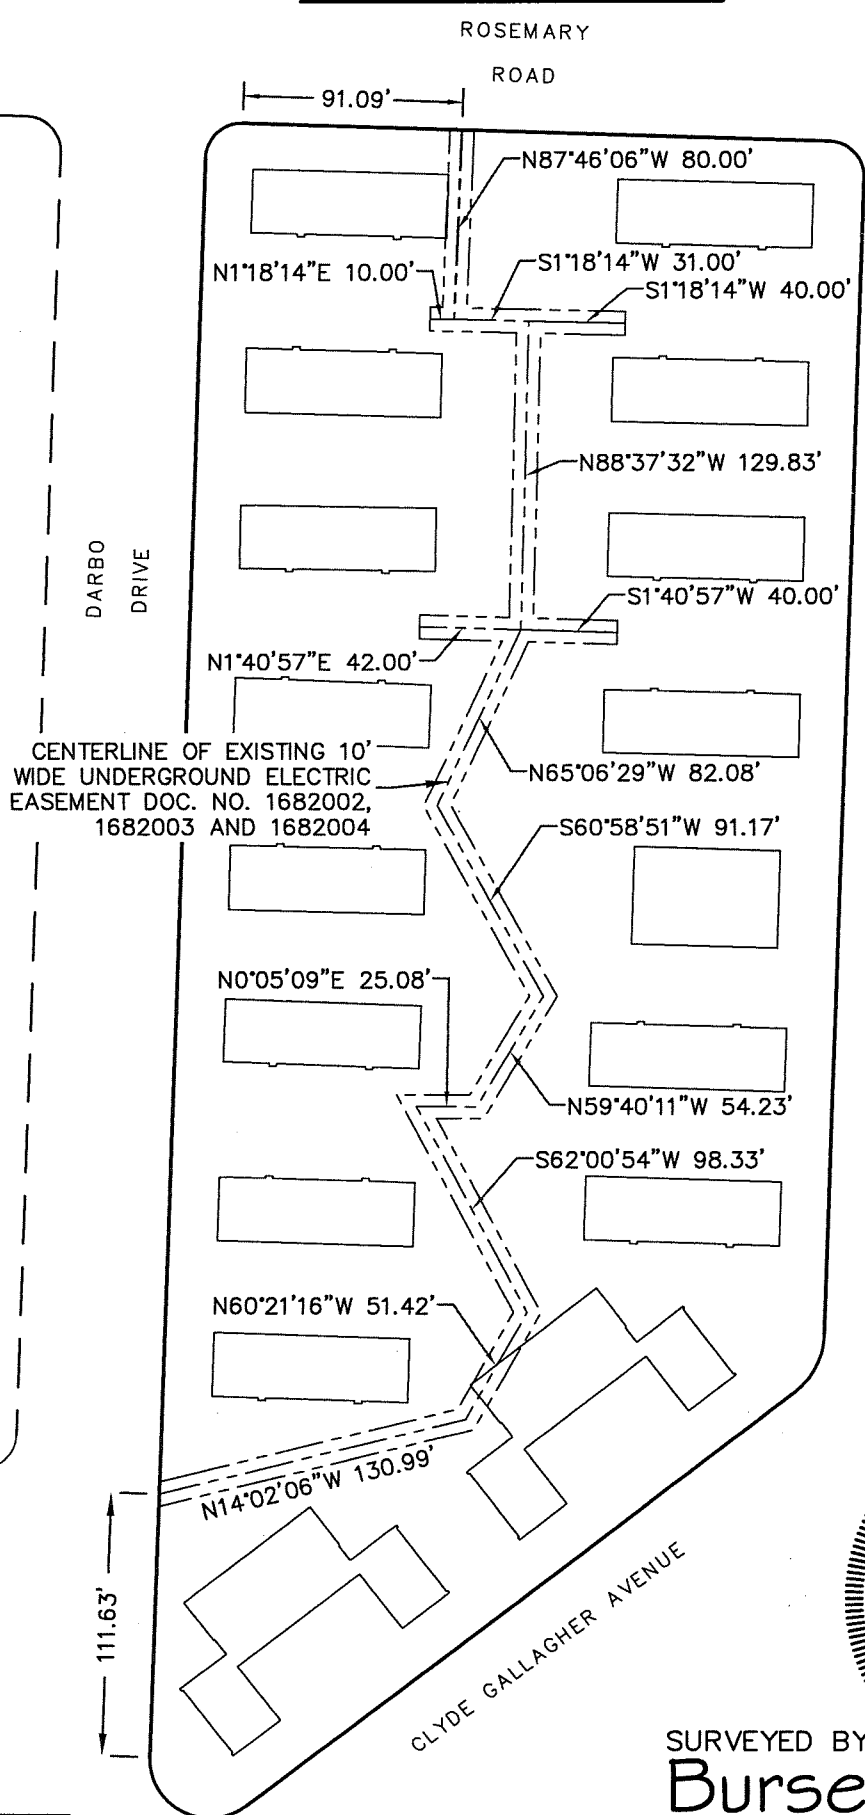 ROSEMARY
ROAD
91.09'
N87°46'06"W 80.00'
N1°18'14"E 10.00'
S1°18'14"W 31.00'
S1°18'14"W 40.00'
N88°37'32"W 129.83'
DARBO
DRIVE
S1°40'57"W 40.00'
N1°40'57"E 42.00'
CENTERLINE OF EXISTING 10'
WIDE UNDERGROUND ELECTRIC
EASEMENT DOC. NO. 1682002,
1682003 AND 1682004
N65°06'29"W 82.08'
S60°58'51"W 91.17'
N0°05'09"E 25.08'
N59°40'11"W 54.23'
S62°00'54"W 98.33'
N60°21'16"W 51.42'
N14°02'06"W 130.99'
111.63'
CLYDE GALLAGHER AVENUE
SURVEYED BY
Burse